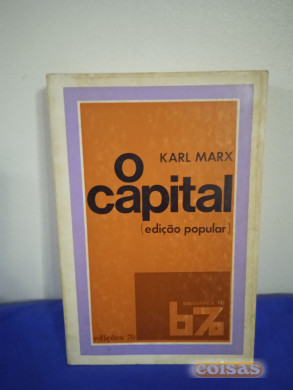 KARL MARX
o
capital
[edição popular]
edições 70
coisas